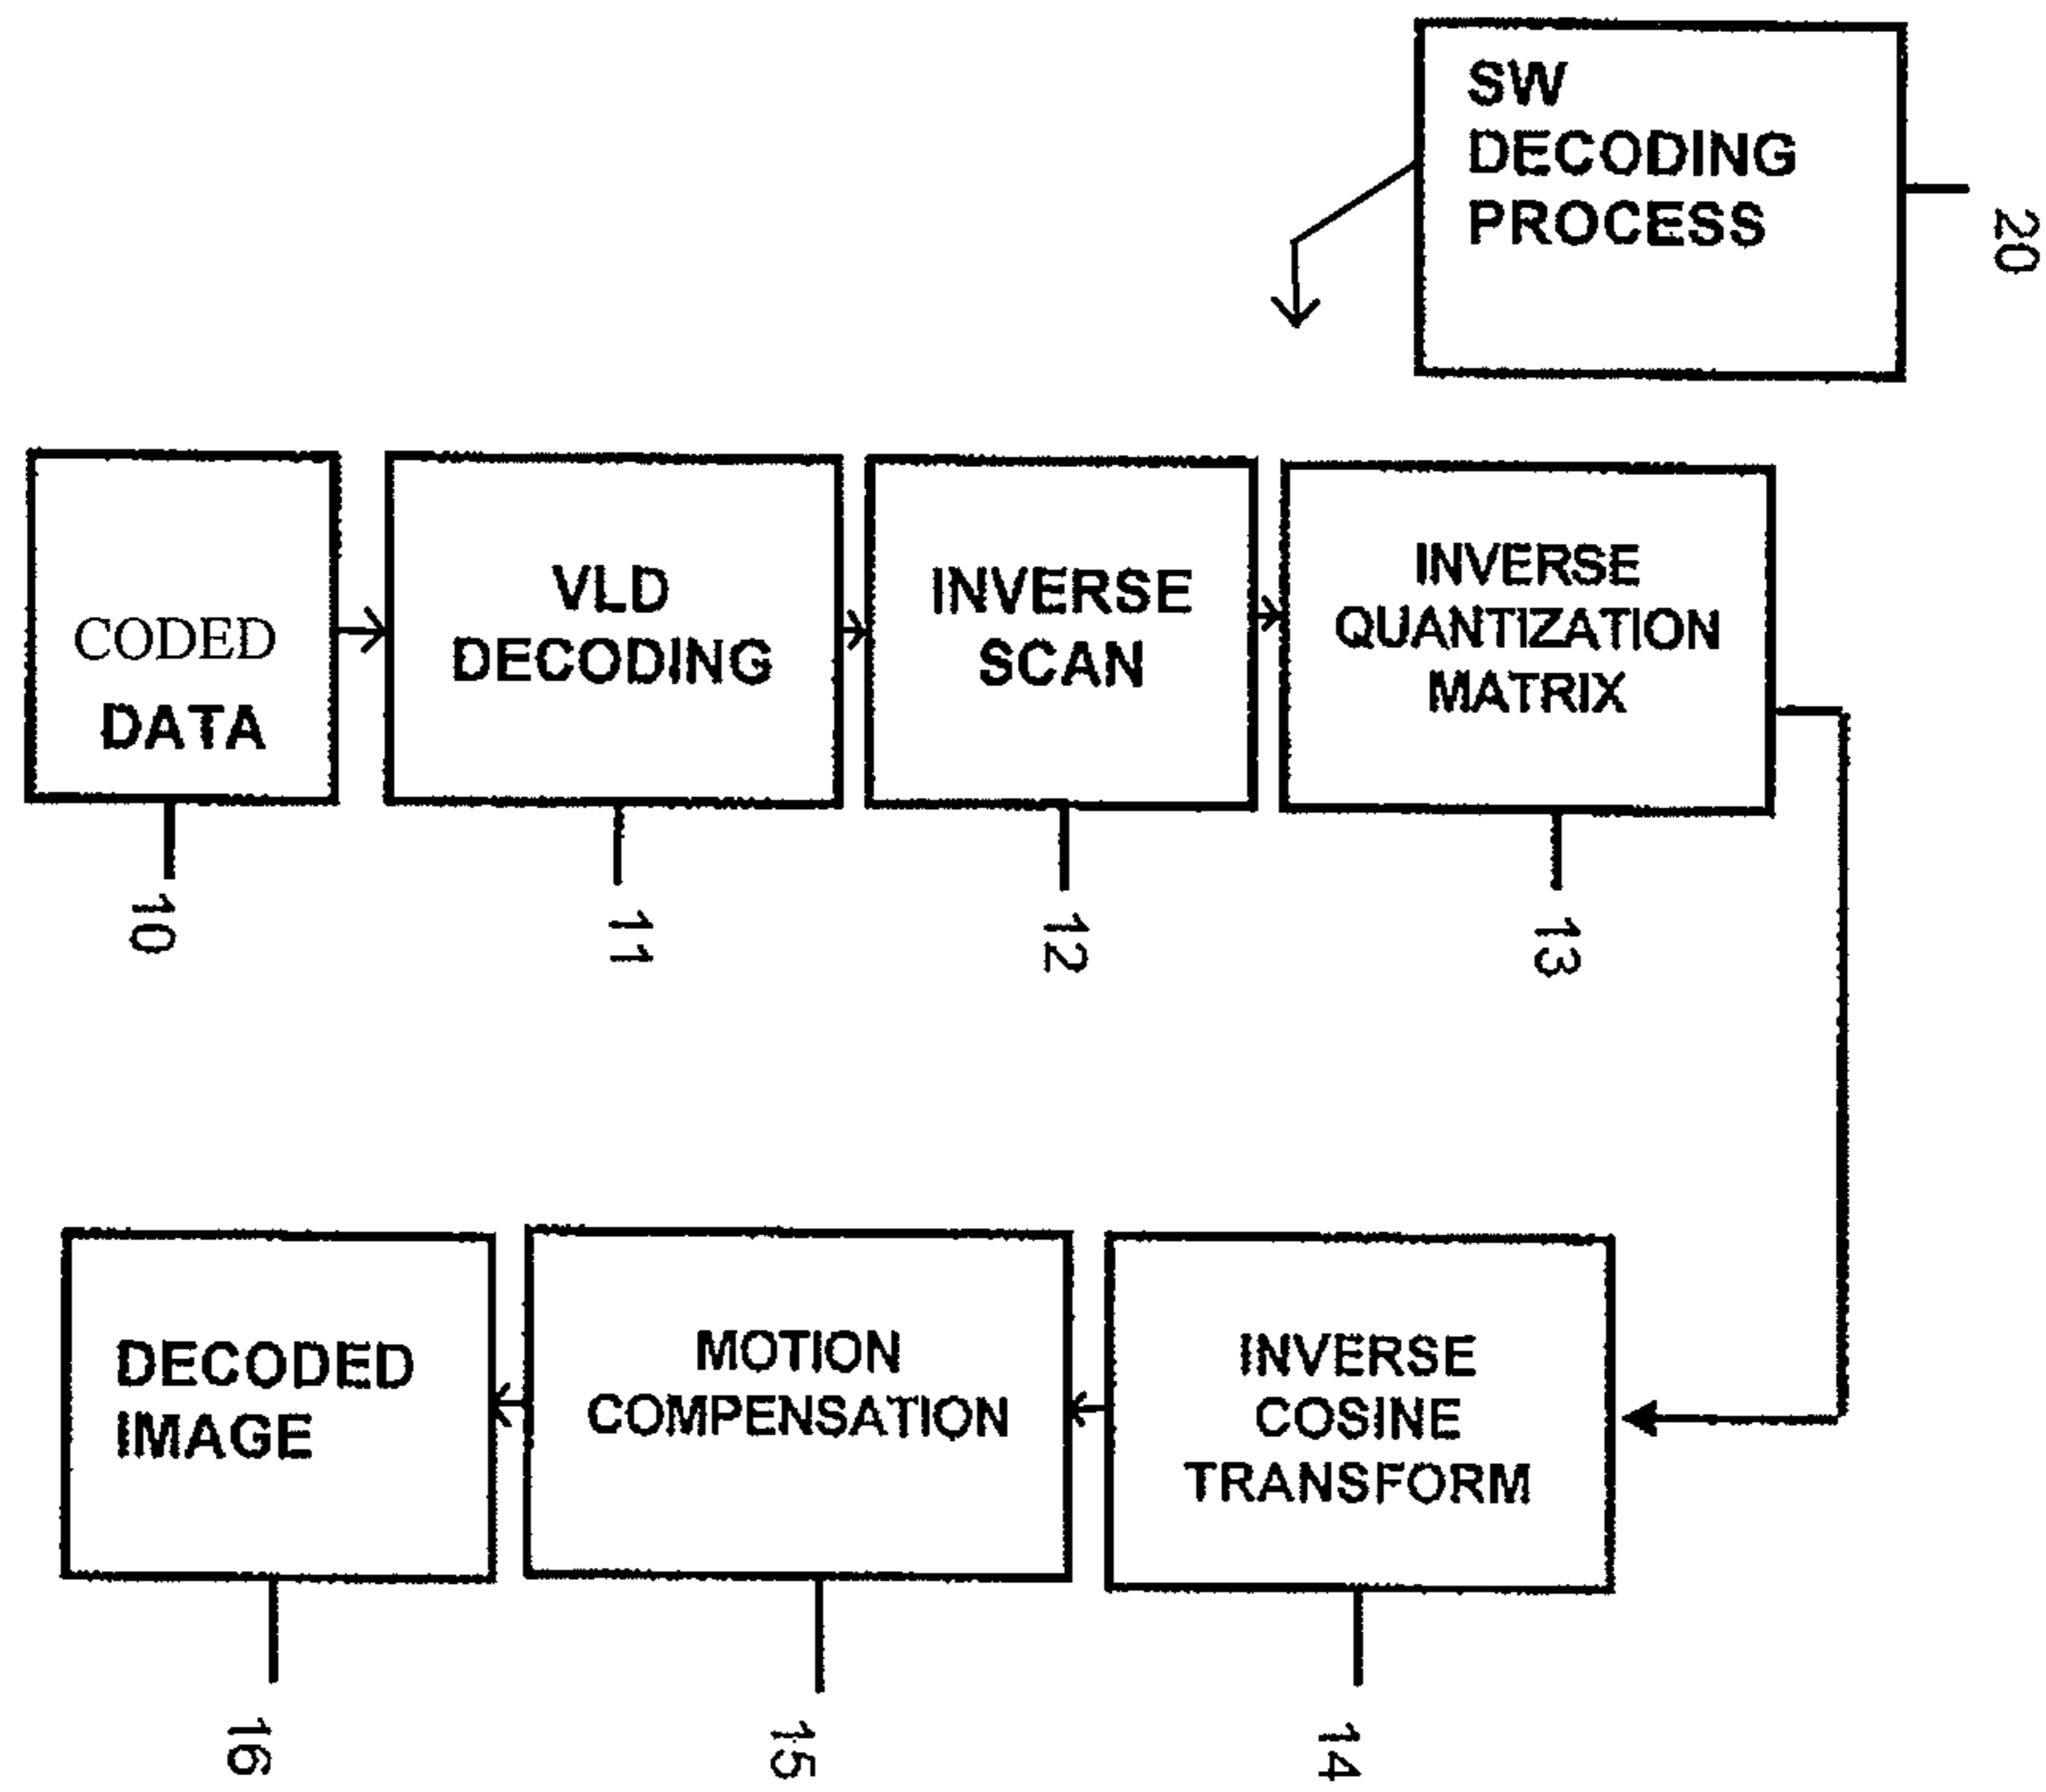 SW
DECODING
PROCESS
20
CODED
DATA
10
VLD
DECODING
11
INVERSE
SCAN
12
INVERSE
QUANTIZATION
MATRIX
13
INVERSE
COSINE
TRANSFORM
14
MOTION
COMPENSATION
15
DECODED
IMAGE
16